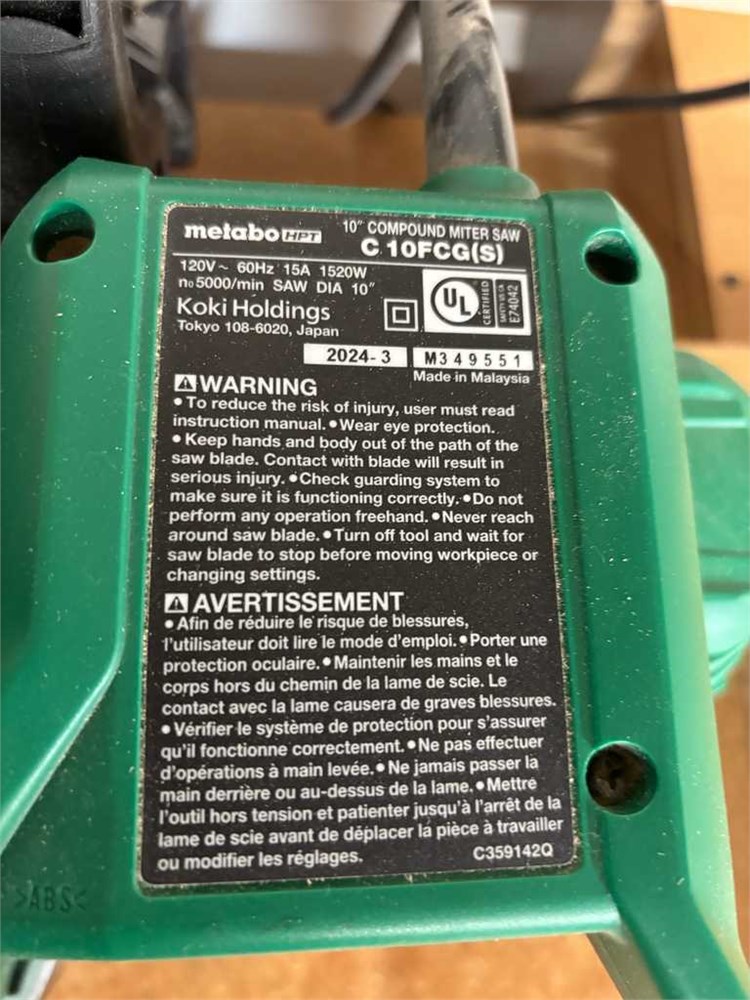 metabo HPT 10" COMPOUND MITER SAW
C 10FCG(S)
120V~ 60Hz 15A 1520W
n₀5000/min SAW DIA 10"
Koki Holdings
Tokyo 108-6020, Japan
UL CERTIFIED
SAFETY US-CA
E74042
2024-3 M349551
Made in Malaysia
⚠WARNING
•To reduce the risk of injury, user must read
instruction manual. •Wear eye protection.
•Keep hands and body out of the path of the
saw blade. Contact with blade will result in
serious injury. •Check guarding system to
make sure it is functioning correctly. •Do not
perform any operation freehand. •Never reach
around saw blade. •Turn off tool and wait for
saw blade to stop before moving workpiece or
changing settings.
⚠AVERTISSEMENT
•Afin de réduire le risque de blessures,
l'utilisateur doit lire le mode d'emploi. •Porter une
protection oculaire. •Maintenir les mains et le
corps hors du chemin de la lame de scie. Le
contact avec la lame causera de graves blessures.
•Vérifier le système de protection pour s'assurer
qu'il fonctionne correctement. •Ne pas effectuer
d'opérations à main levée. •Ne jamais passer la
main derrière ou au-dessus de la lame. •Mettre
l'outil hors tension et patienter jusqu'à l'arrêt de la
lame de scie avant de déplacer la pièce à travailler
ou modifier les réglages.
C359142Q
>ABS<